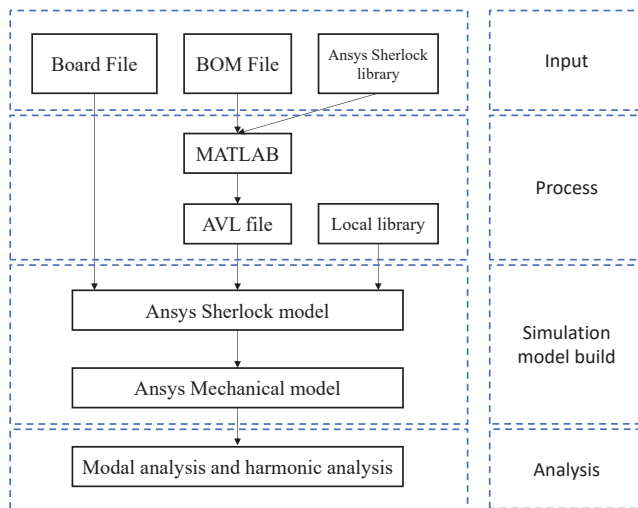 Board File
BOM File
Ansys Sherlock
library
Input
MATLAB
Process
AVL file
Local library
Ansys Sherlock model
Simulation
model build
Ansys Mechanical model
Modal analysis and harmonic analysis
Analysis